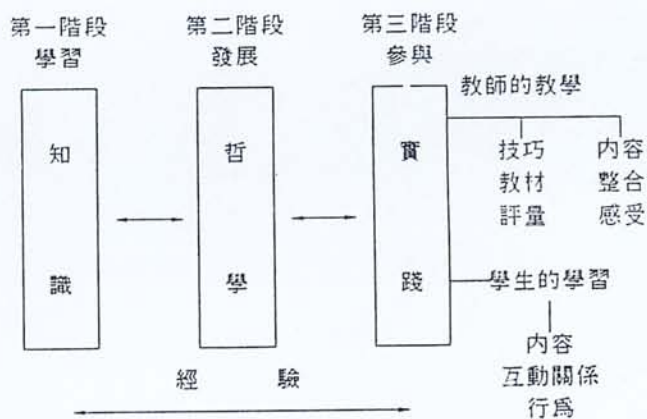 第一階段
學習
第二階段
發展
第三階段
參與
知
識
哲
學
實
踐
教師的教學
技巧
教材
評量
內容
整合
感受
學生的學習
內容
互動關係
行為
經 驗